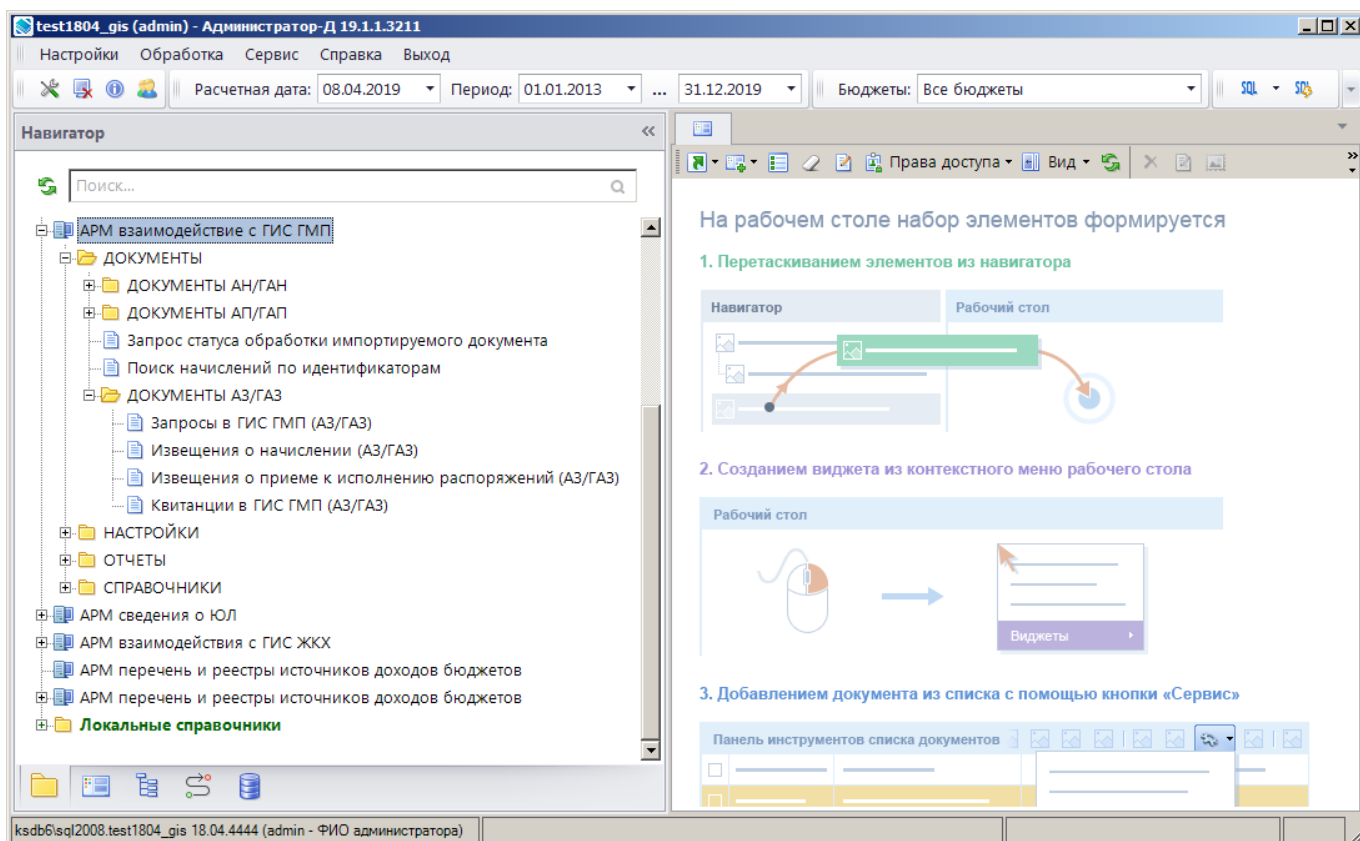 test1804_gis (admin) - Администратор-Д 19.1.1.3211
Настройки Обработка Сервис Справка Выход
Расчетная дата: 08.04.2019 Период: 01.01.2013 ... 31.12.2019 Бюджеты: Все бюджеты SQL SQL
Навигатор
Поиск...
АРМ взаимодействие с ГИС ГМП
ДОКУМЕНТЫ
ДОКУМЕНТЫ АН/ГАН
ДОКУМЕНТЫ АП/ГАП
Запрос статуса обработки импортируемого документа
Поиск начислений по идентификаторам
ДОКУМЕНТЫ АЗ/ГАЗ
Запросы в ГИС ГМП (АЗ/ГАЗ)
Извещения о начислении (АЗ/ГАЗ)
Извещения о приеме к исполнению распоряжений (АЗ/ГАЗ)
Квитанции в ГИС ГМП (АЗ/ГАЗ)
НАСТРОЙКИ
ОТЧЕТЫ
СПРАВОЧНИКИ
АРМ сведения о ЮЛ
АРМ взаимодействия с ГИС ЖКХ
АРМ перечень и реестры источников доходов бюджетов
АРМ перечень и реестры источников доходов бюджетов
Локальные справочники
Права доступа Вид
На рабочем столе набор элементов формируется
1. Перетаскиванием элементов из навигатора
Навигатор Рабочий стол
2. Созданием виджета из контекстного меню рабочего стола
Рабочий стол
Виджеты
3. Добавлением документа из списка с помощью кнопки «Сервис»
Панель инструментов списка документов
ksdb6\sql2008.test1804_gis 18.04.4444 (admin - ФИО администратора)